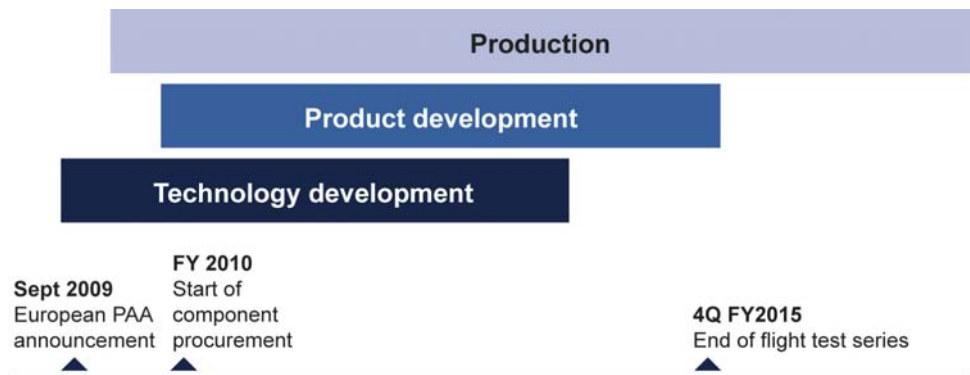 Production
Product development
Technology development
Sept 2009
European PAA
announcement
FY 2010
Start of
component
procurement
4Q FY2015
End of flight test series